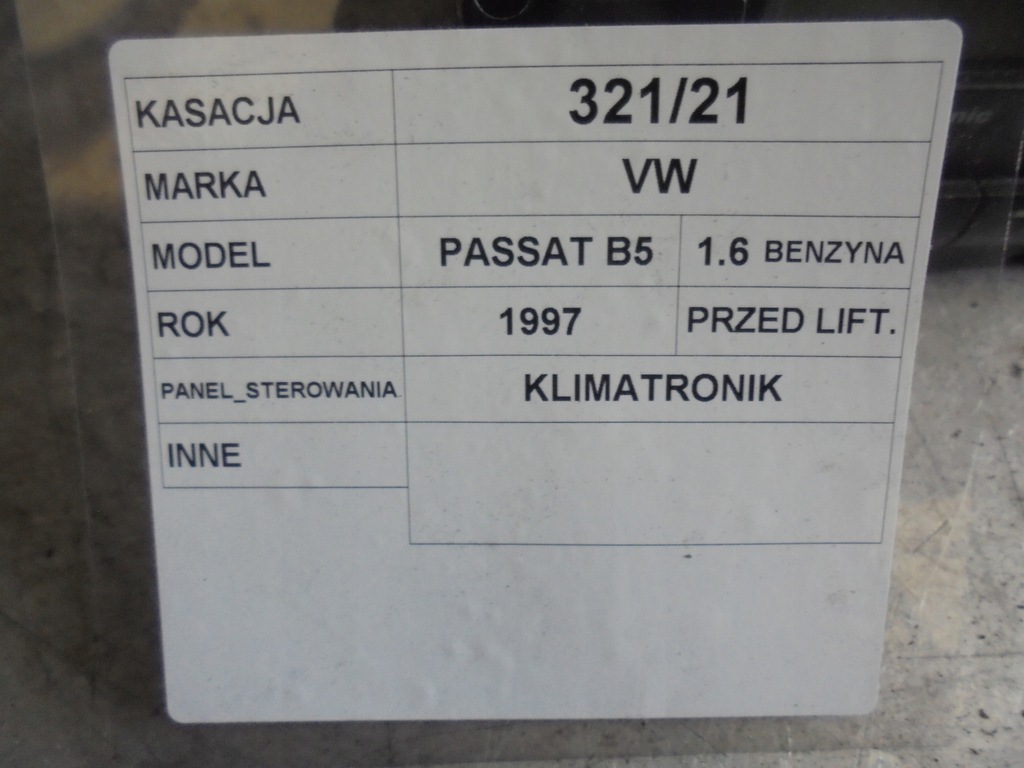 KASACJA 321/21
MARKA VW
MODEL PASSAT B5 1.6 BENZYNA
ROK 1997 PRZED LIFT.
PANEL_STEROWANIA KLIMATRONIK
INNE